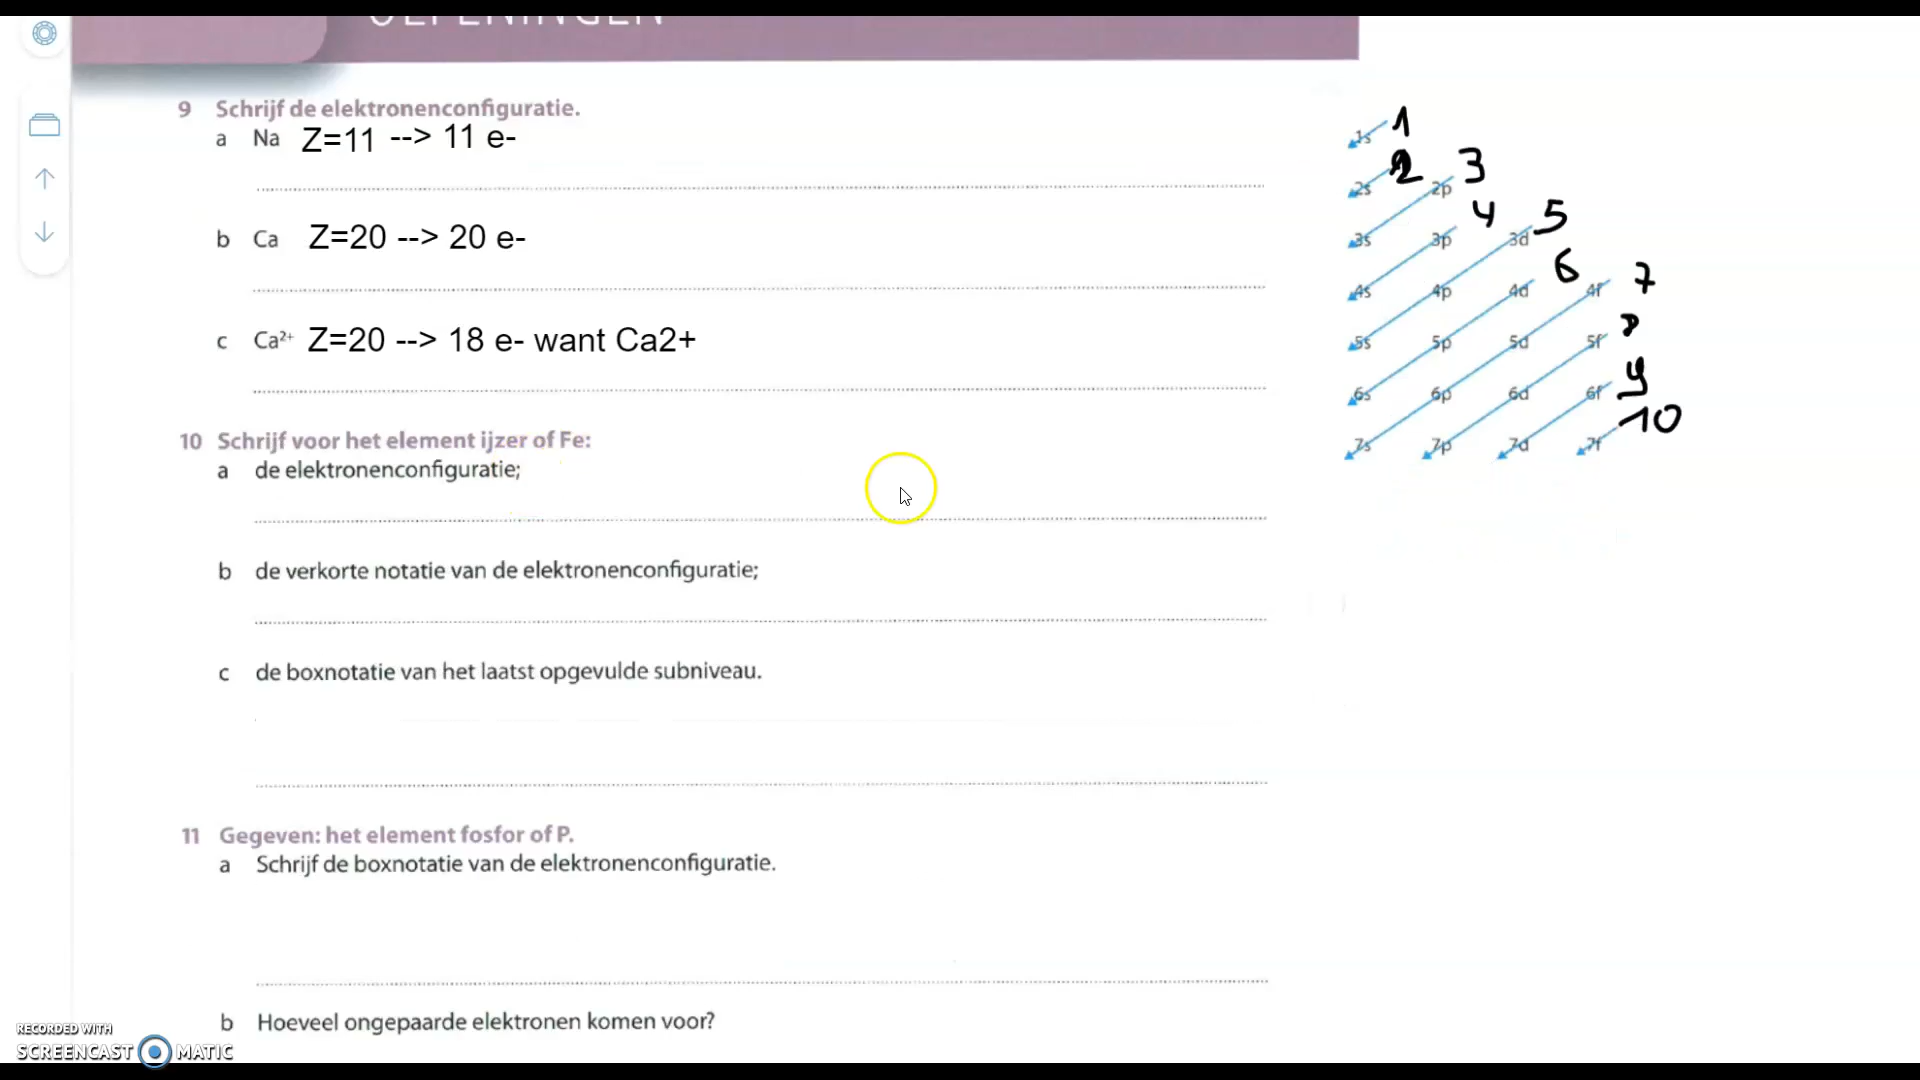 OEFENINGEN
9 Schrijf de elektronenconfiguratie.
a Na Z=11 --> 11 e-
b Ca Z=20 --> 20 e-
c Ca²⁺ Z=20 --> 18 e- want Ca2+
10 Schrijf voor het element ijzer of Fe:
a de elektronenconfiguratie;
b de verkorte notatie van de elektronenconfiguratie;
c de boxnotatie van het laatst opgevulde subniveau.
11 Gegeven: het element fosfor of P.
a Schrijf de boxnotatie van de elektronenconfiguratie.
b Hoeveel ongepaarde elektronen komen voor?
1s 1
2s 2 2p 3
3s 3p 4 3d 5
4s 4p 4d 6 4f 7
5s 5p 5d 5f 8
6s 6p 6d 6f 9
7s 7p 7d 7f 10
RECORDED WITH
SCREENCAST MATIC